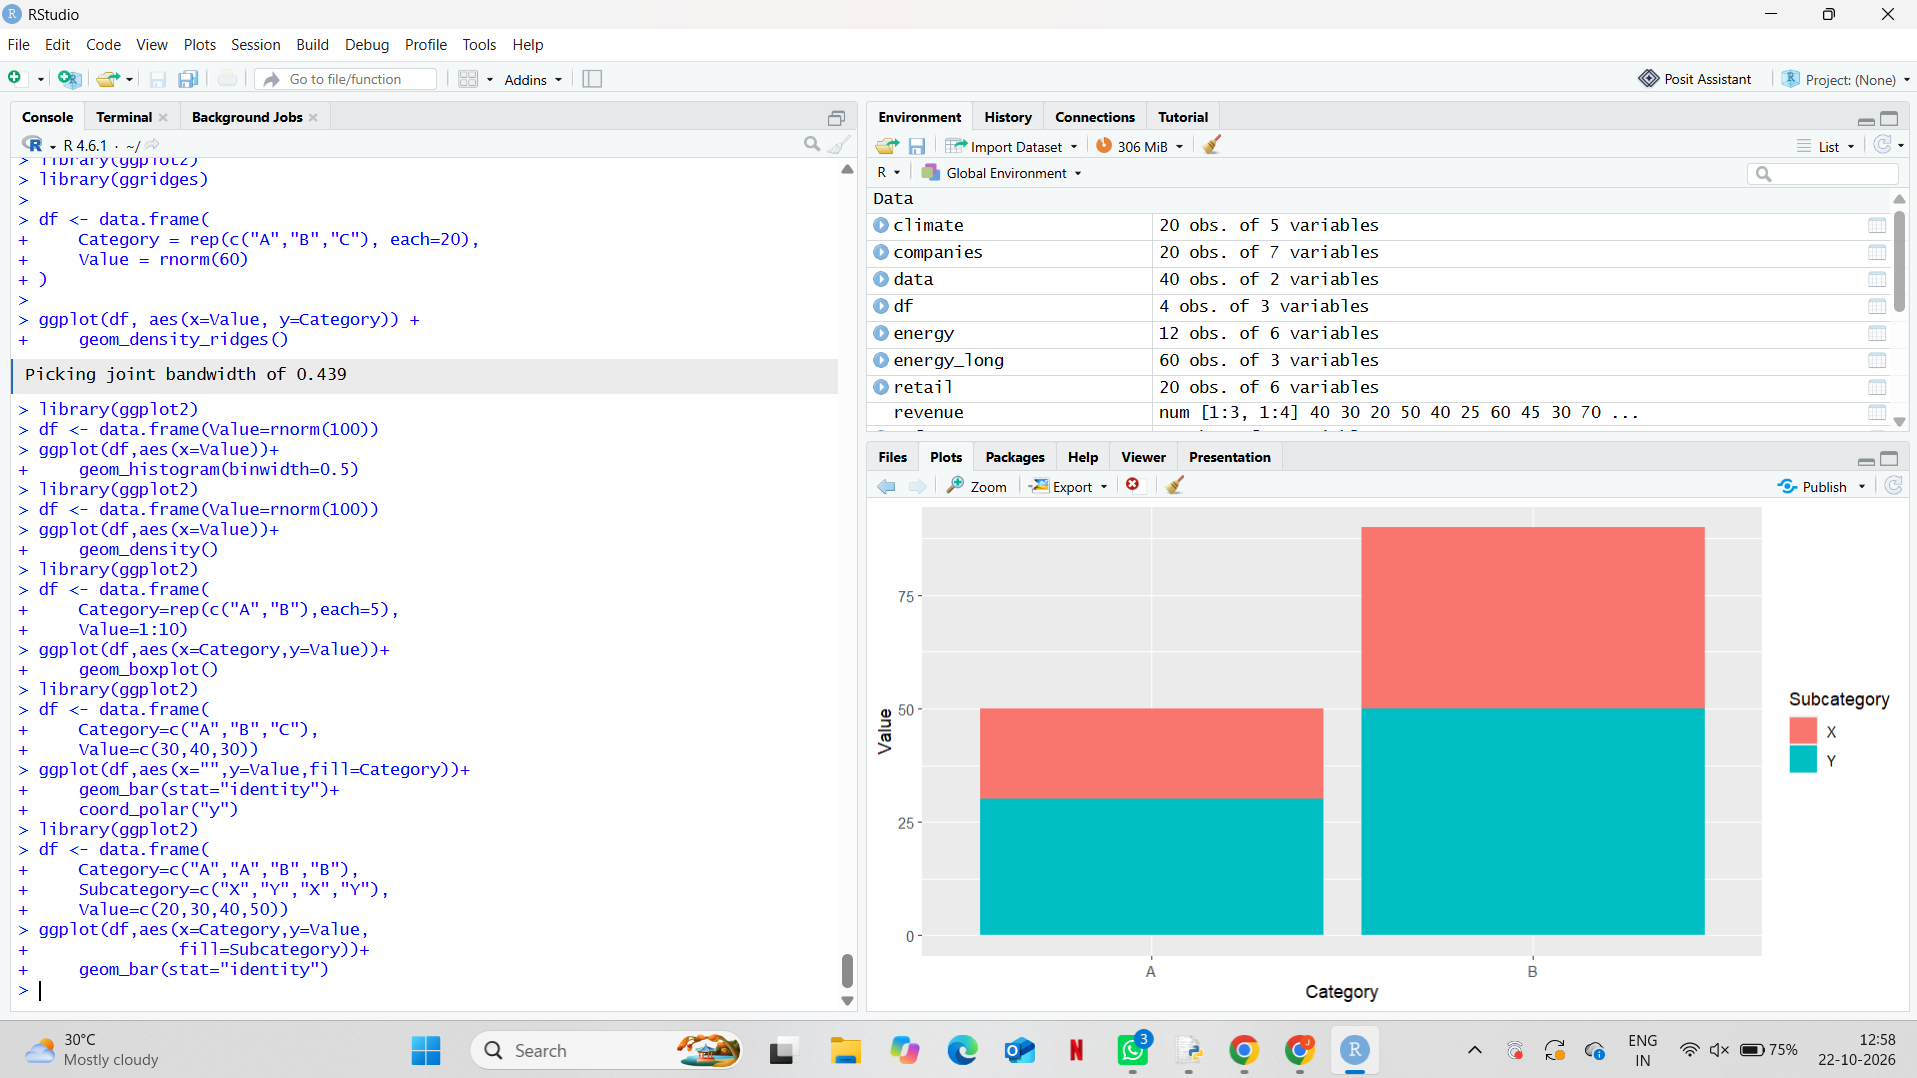 RStudio
File Edit Code View Plots Session Build Debug Profile Tools Help
Go to file/function Addins Posit Assistant Project: (None)
Console Terminal Background Jobs
R 4.6.1 · ~/
> library(ggplot2)
> library(ggridges)
>
> df <- data.frame(
+ Category = rep(c("A","B","C"), each=20),
+ Value = rnorm(60)
+ )
>
> ggplot(df, aes(x=Value, y=Category)) +
+ geom_density_ridges()
Picking joint bandwidth of 0.439
> library(ggplot2)
> df <- data.frame(Value=rnorm(100))
> ggplot(df,aes(x=Value))+
+ geom_histogram(binwidth=0.5)
> library(ggplot2)
> df <- data.frame(Value=rnorm(100))
> ggplot(df,aes(x=Value))+
+ geom_density()
> library(ggplot2)
> df <- data.frame(
+ Category=rep(c("A","B"),each=5),
+ Value=1:10)
> ggplot(df,aes(x=Category,y=Value))+
+ geom_boxplot()
> library(ggplot2)
> df <- data.frame(
+ Category=c("A","B","C"),
+ Value=c(30,40,30))
> ggplot(df,aes(x="",y=Value,fill=Category))+
+ geom_bar(stat="identity")+
+ coord_polar("y")
> library(ggplot2)
> df <- data.frame(
+ Category=c("A","A","B","B"),
+ Subcategory=c("X","Y","X","Y"),
+ Value=c(20,30,40,50))
> ggplot(df,aes(x=Category,y=Value,
+ fill=Subcategory))+
+ geom_bar(stat="identity")
>
Environment History Connections Tutorial
Import Dataset 306 MiB List
R Global Environment
Data
climate 20 obs. of 5 variables
companies 20 obs. of 7 variables
data 40 obs. of 2 variables
df 4 obs. of 3 variables
energy 12 obs. of 6 variables
energy_long 60 obs. of 3 variables
retail 20 obs. of 6 variables
revenue num [1:3, 1:4] 40 30 20 50 40 25 60 45 30 70 ...
Files Plots Packages Help Viewer Presentation
Zoom Export Publish
Value
75
50
25
0
A B
Category
Subcategory
X
Y
30°C
Mostly cloudy
Search
3
ENG
IN
75%
12:58
22-10-2026